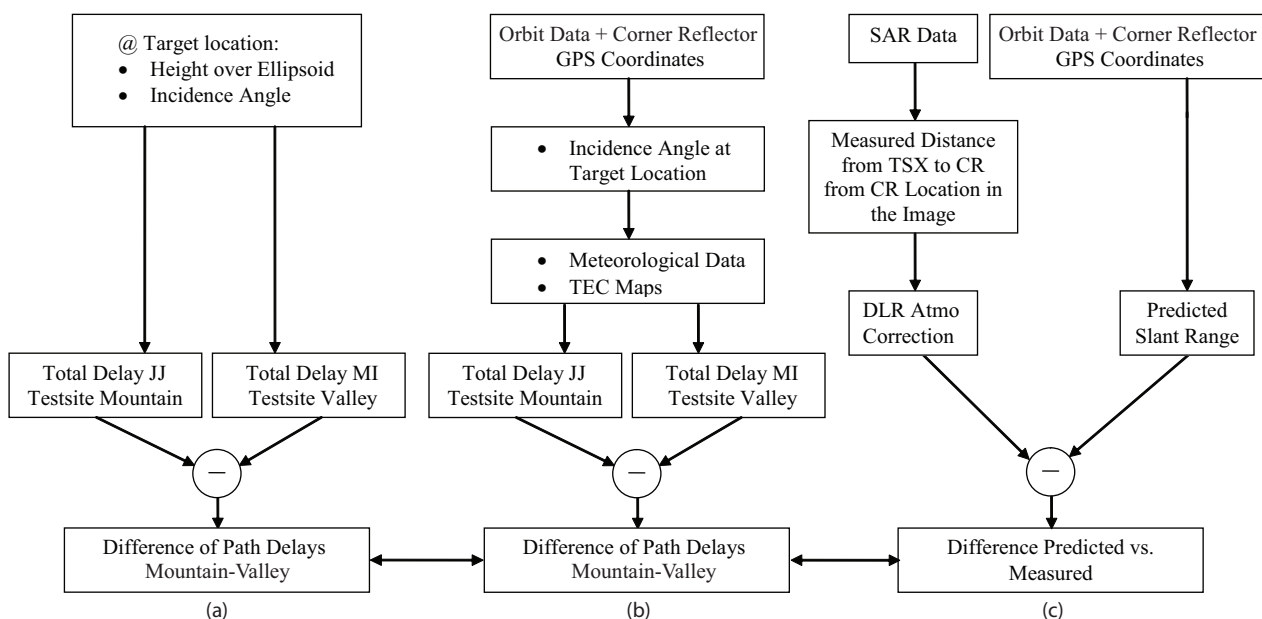 @ Target location:
• Height over Ellipsoid
• Incidence Angle
Total Delay JJ
Testsite Mountain
Total Delay MI
Testsite Valley
—
Difference of Path Delays
Mountain-Valley
(a)
Orbit Data + Corner Reflector
GPS Coordinates
• Incidence Angle at
Target Location
• Meteorological Data
• TEC Maps
Total Delay JJ
Testsite Mountain
Total Delay MI
Testsite Valley
—
Difference of Path Delays
Mountain-Valley
(b)
SAR Data
Orbit Data + Corner Reflector
GPS Coordinates
Measured Distance
from TSX to CR
from CR Location in
the Image
DLR Atmo
Correction
Predicted
Slant Range
—
Difference Predicted vs.
Measured
(c)